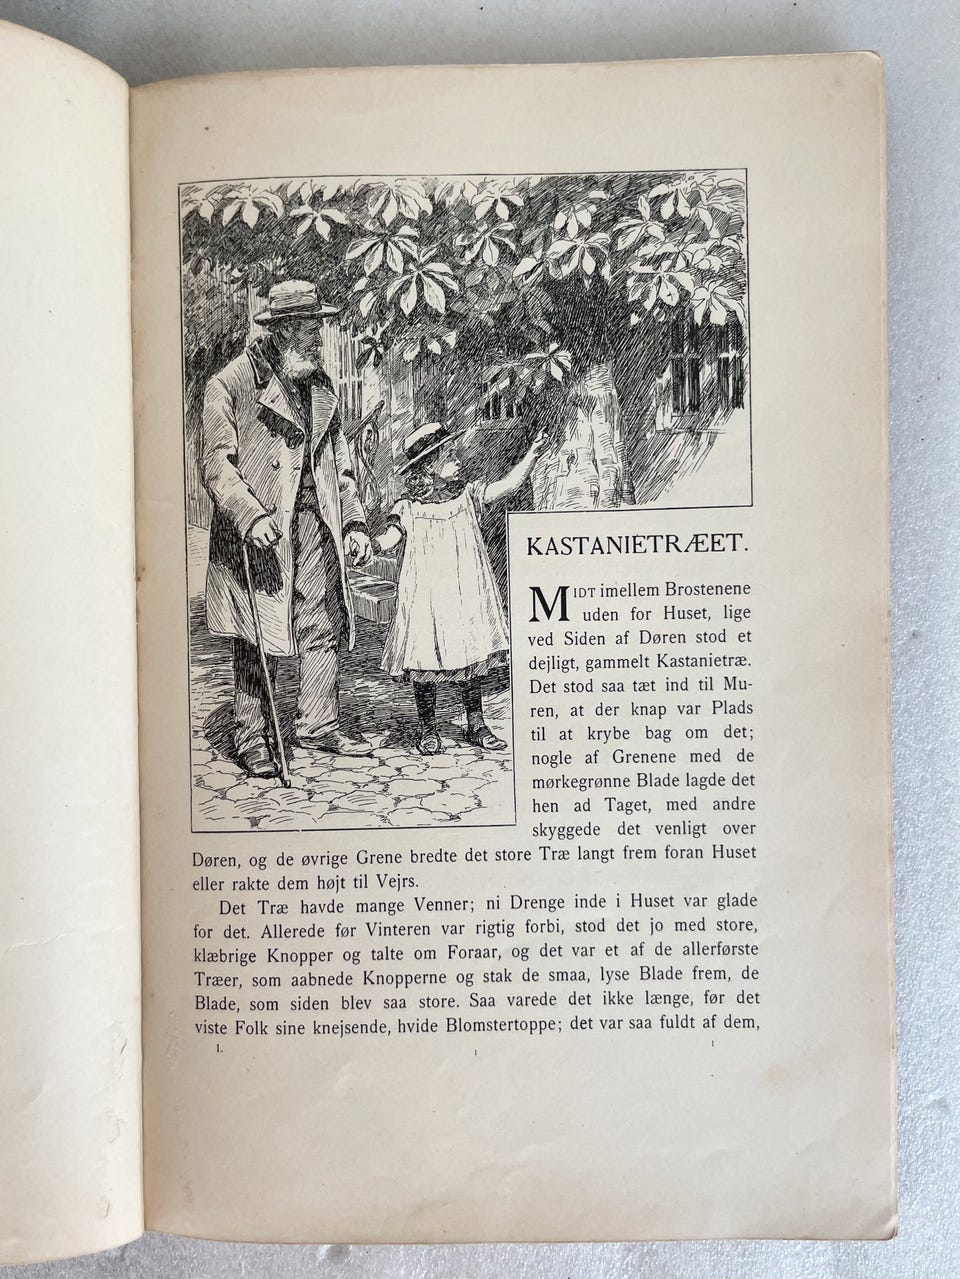 KASTANIETRÆET.
MIDT imellem Brostenene
uden for Huset, lige
ved Siden af Døren stod et
dejligt, gammelt Kastanietræ.
Det stod saa tæt ind til Mu-
ren, at der knap var Plads
til at krybe bag om det;
nogle af Grenene med de
mørkegrønne Blade lagde det
hen ad Taget, med andre
skyggede det venligt over
Døren, og de øvrige Grene bredte det store Træ langt frem foran Huset
eller rakte dem højt til Vejrs.
Det Træ havde mange Venner; ni Drenge inde i Huset var glade
for det. Allerede før Vinteren var rigtig forbi, stod det jo med store,
klæbrige Knopper og talte om Foraar, og det var et af de allerførste
Træer, som aabnede Knopperne og stak de smaa, lyse Blade frem, de
Blade, som siden blev saa store. Saa varede det ikke længe, før det
viste Folk sine knejsende, hvide Blomstertoppe; det var saa fuldt af dem,
I. 1 1